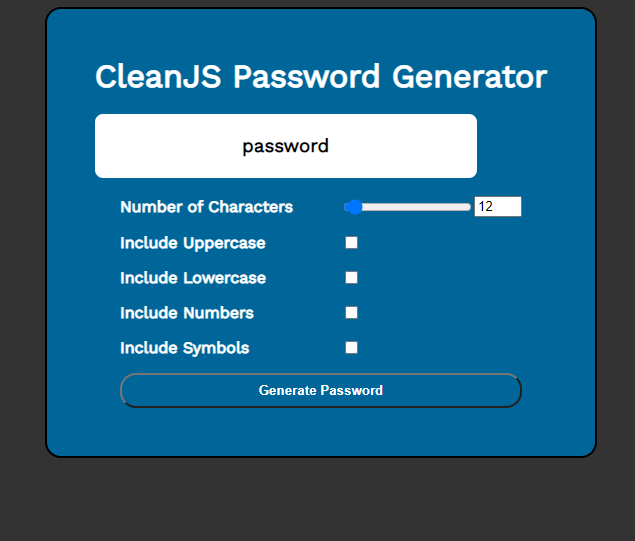 CleanJS Password Generator
password
Number of Characters 12
Include Uppercase
Include Lowercase
Include Numbers
Include Symbols
Generate Password